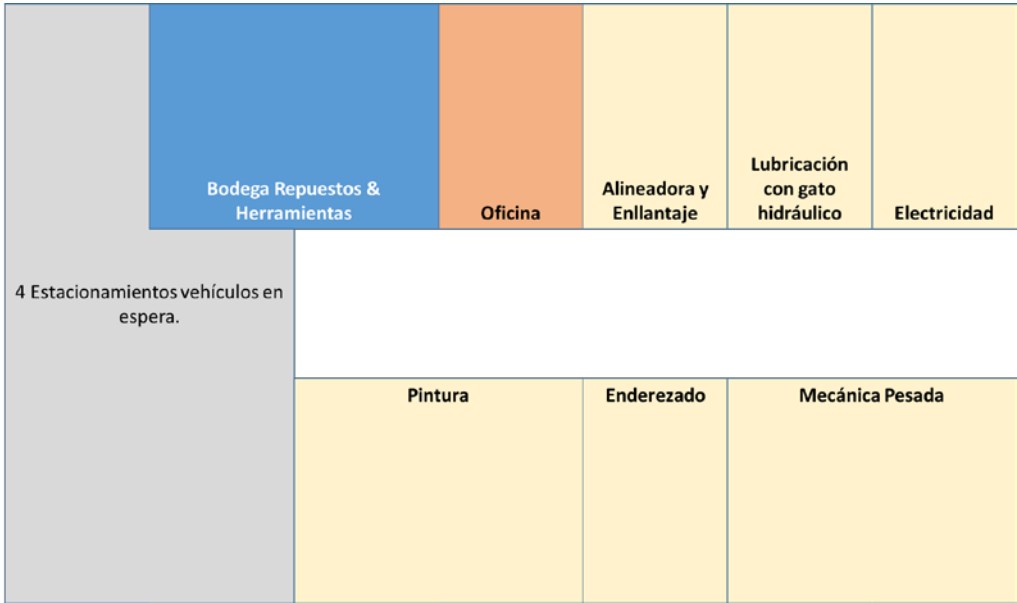 Bodega Repuestos &
Herramientas
Oficina
Alineadora y
Enllantaje
Lubricación
con gato
hidráulico
Electricidad
4 Estacionamientos vehículos en
espera.
Pintura
Enderezado
Mecánica Pesada